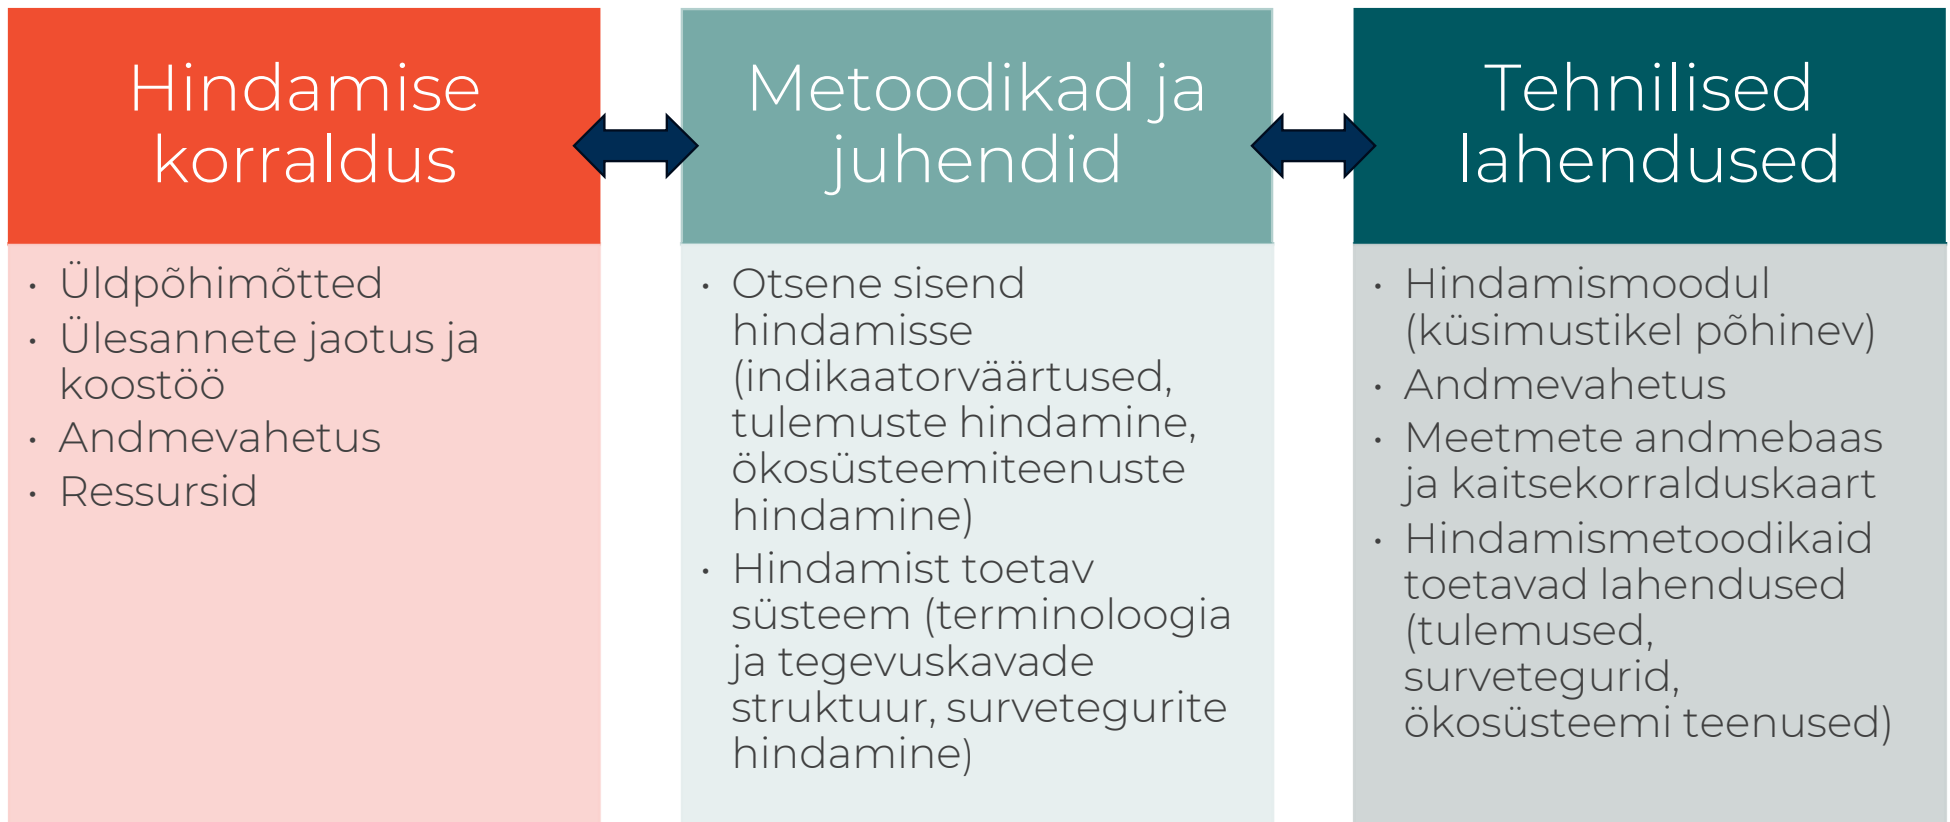 Hindamise
korraldus
· Üldpõhimõtted
· Ülesannete jaotus ja
koostöö
· Andmevahetus
· Ressursid
Metoodikad ja
juhendid
· Otsene sisend
hindamisse
(indikaatorväärtused,
tulemuste hindamine,
ökosüsteemiteenuste
hindamine)
· Hindamist toetav
süsteem (terminoloogia
ja tegevuskavade
struktuur, survetegurite
hindamine)
Tehnilised
lahendused
· Hindamismoodul
(küsimustikel põhinev)
· Andmevahetus
· Meetmete andmebaas
ja kaitsekorralduskaart
· Hindamismetoodikaid
toetavad lahendused
(tulemused,
survetegurid,
ökosüsteemi teenused)